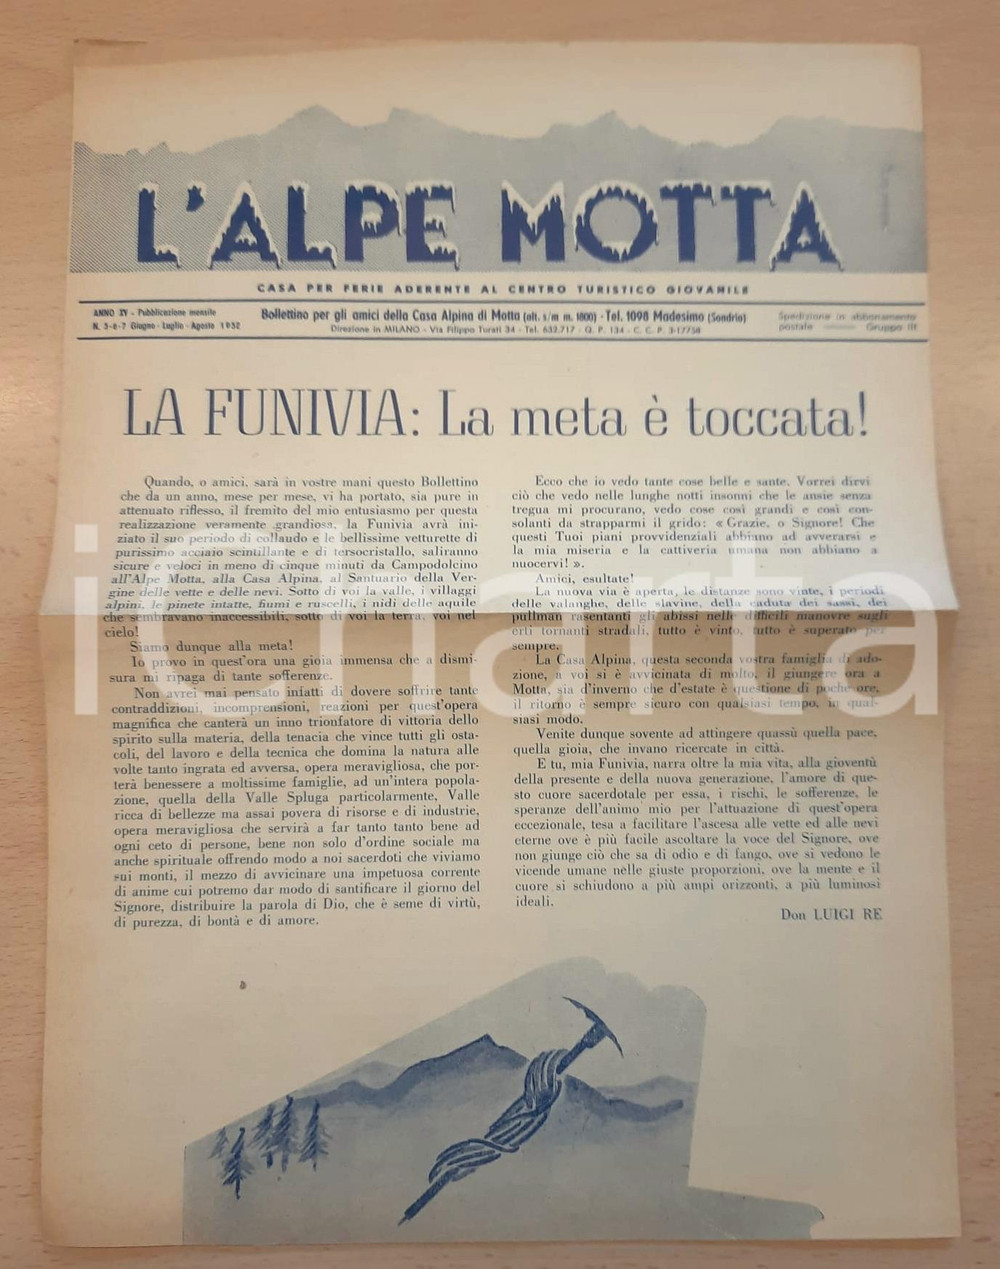 L'ALPE MOTTA
CASA PER FERIE ADERENTE AL CENTRO TURISTICO GIOVANILE
ANNO XV - Pubblicazione mensile
N. 5-6-7 Giugno - Luglio - Agosto 1952
Bollettino per gli amici della Casa Alpina di Motta (alt. s/m m. 1800) - Tel. 1098 Madesimo (Sondrio)
Direzione in MILANO - Via Filippo Turati 34 - Tel. 632.717 - Q. P. 134 - C. C. P. 3-17758
Spedizione in abbonamento
postale Gruppo III
LA FUNIVIA: La meta è toccata!
Quando, o amici, sarà in vostre mani questo Bollettino
che da un anno, mese per mese, vi ha portato, sia pure in
attenuato riflesso, il fremito del mio entusiasmo per questa
realizzazione veramente grandiosa, la Funivia avrà ini-
ziato il suo periodo di collaudo e le bellissime vetturette di
purissimo acciaio scintillante e di tersocristallo, saliranno
sicure e veloci in meno di cinque minuti da Campodolcino
all'Alpe Motta, alla Casa Alpina, al Santuario della Ver-
gine delle vette e delle nevi. Sotto di voi la valle, i villaggi
alpini, le pinete intatte, fiumi e ruscelli, i nidi delle aquile
che sembravano inaccessibili, sotto di voi la terra, voi nel
cielo!
Siamo dunque alla meta!
Io provo in quest'ora una gioia immensa che a dismi-
sura mi ripaga di tante sofferenze.
Non avrei mai pensato infatti di dovere soffrire tante
contraddizioni, incomprensioni, reazioni per quest'opera
magnifica che canterà un inno trionfatore di vittoria dello
spirito sulla materia, della tenacia che vince tutti gli osta-
coli, del lavoro e della tecnica che domina la natura alle
volte tanto ingrata ed avversa, opera meravigliosa, che por-
terà benessere a moltissime famiglie, ad un'intera popola-
zione, quella della Valle Spluga particolarmente, Valle
ricca di bellezze ma assai povera di risorse e di industrie,
opera meravigliosa che servirà a far tanto tanto bene ad
ogni ceto di persone, bene non solo d'ordine sociale ma
anche spirituale offrendo modo a noi sacerdoti che viviamo
sui monti, il mezzo di avvicinare una impetuosa corrente
di anime cui potremo dar modo di santificare il giorno del
Signore, distribuire la parola di Dio, che è seme di virtù,
di purezza, di bontà e di amore.
Ecco che io vedo tante cose belle e sante. Vorrei dirvi
ciò che vedo nelle lunghe notti insonni che le ansie senza
tregua mi procurano, vedo cose così grandi e così con-
solanti da strapparmi il grido: « Grazie, o Signore! Che
questi Tuoi piani provvidenziali abbiano ad avverarsi e
la mia miseria e la cattiveria umana non abbiano a
nuocervi! ».
Amici, esultate!
La nuova via è aperta, le distanze sono vinte, i periodi
delle valanghe, delle slavine, della caduta dei sassi, dei
pullman rasentanti gli abissi nelle difficili manovre sugli
erti tornanti stradali, tutto è vinto, tutto è superato per
sempre.
La Casa Alpina, questa seconda vostra famiglia di ado-
zione, a voi si è avvicinata di molto, il giungere ora a
Motta, sia d'inverno che d'estate è questione di poche ore,
il ritorno è sempre sicuro con qualsiasi tempo, in qual-
siasi modo.
Venite dunque sovente ad attingere quassù quella pace,
quella gioia, che invano ricercate in città.
E tu, mia Funivia, narra oltre la mia vita, alla gioventù
della presente e della nuova generazione, l'amore di que-
sto cuore sacerdotale per essa, i rischi, le sofferenze, le
speranze dell'animo mio per l'attuazione di quest'opera
eccezionale, tesa a facilitare l'ascesa alle vette ed alle nevi
eterne ove è più facile ascoltare la voce del Signore, ove
non giunge ciò che sa di odio e di fango, ove si vedono le
vicende umane nelle giuste proporzioni, ove la mente e il
cuore si schiudono a più ampi orizzonti, a più luminosi
ideali.
Don LUIGI RE
iCharta